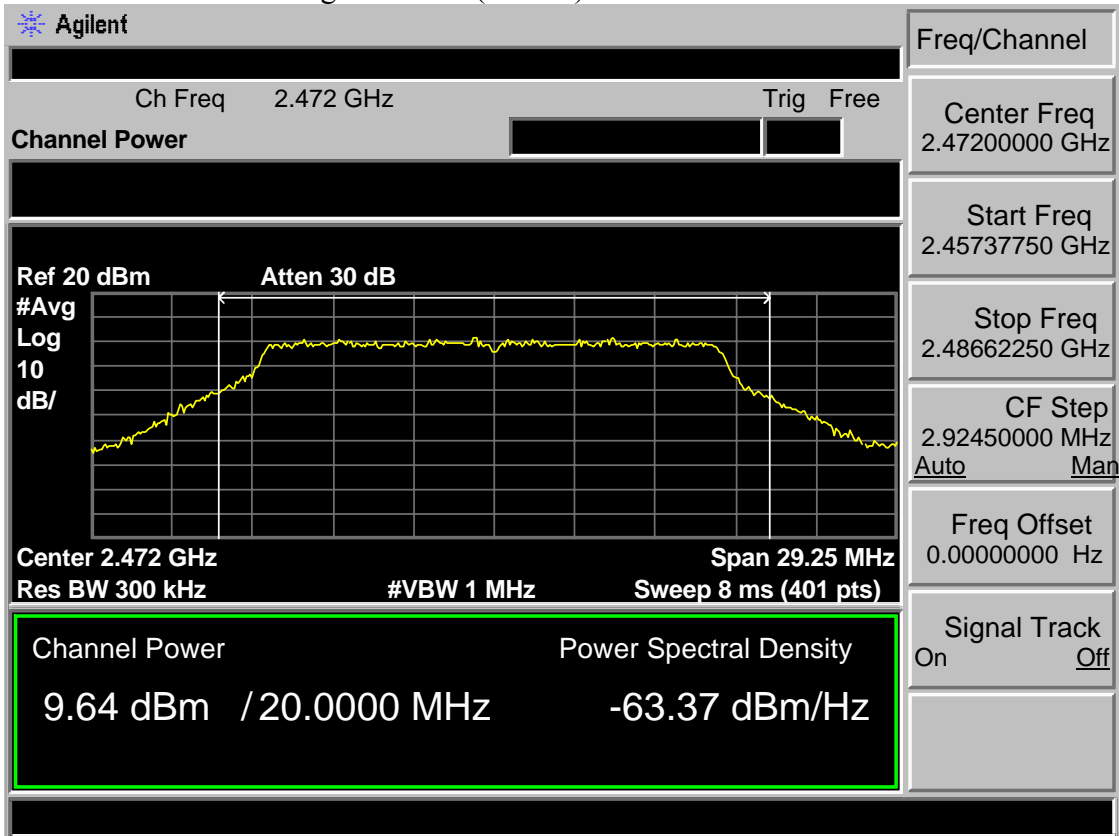 Agilent
Freq/Channel
Ch Freq 2.472 GHz Trig Free
Channel Power
Center Freq
2.47200000 GHz
Start Freq
2.45737750 GHz
Ref 20 dBm Atten 30 dB
#Avg
Log
10
dB/
Stop Freq
2.48662250 GHz
CF Step
2.92450000 MHz
Auto Man
Freq Offset
0.00000000 Hz
Center 2.472 GHz Span 29.25 MHz
Res BW 300 kHz #VBW 1 MHz Sweep 8 ms (401 pts)
Signal Track
On Off
Channel Power Power Spectral Density
9.64 dBm / 20.0000 MHz -63.37 dBm/Hz